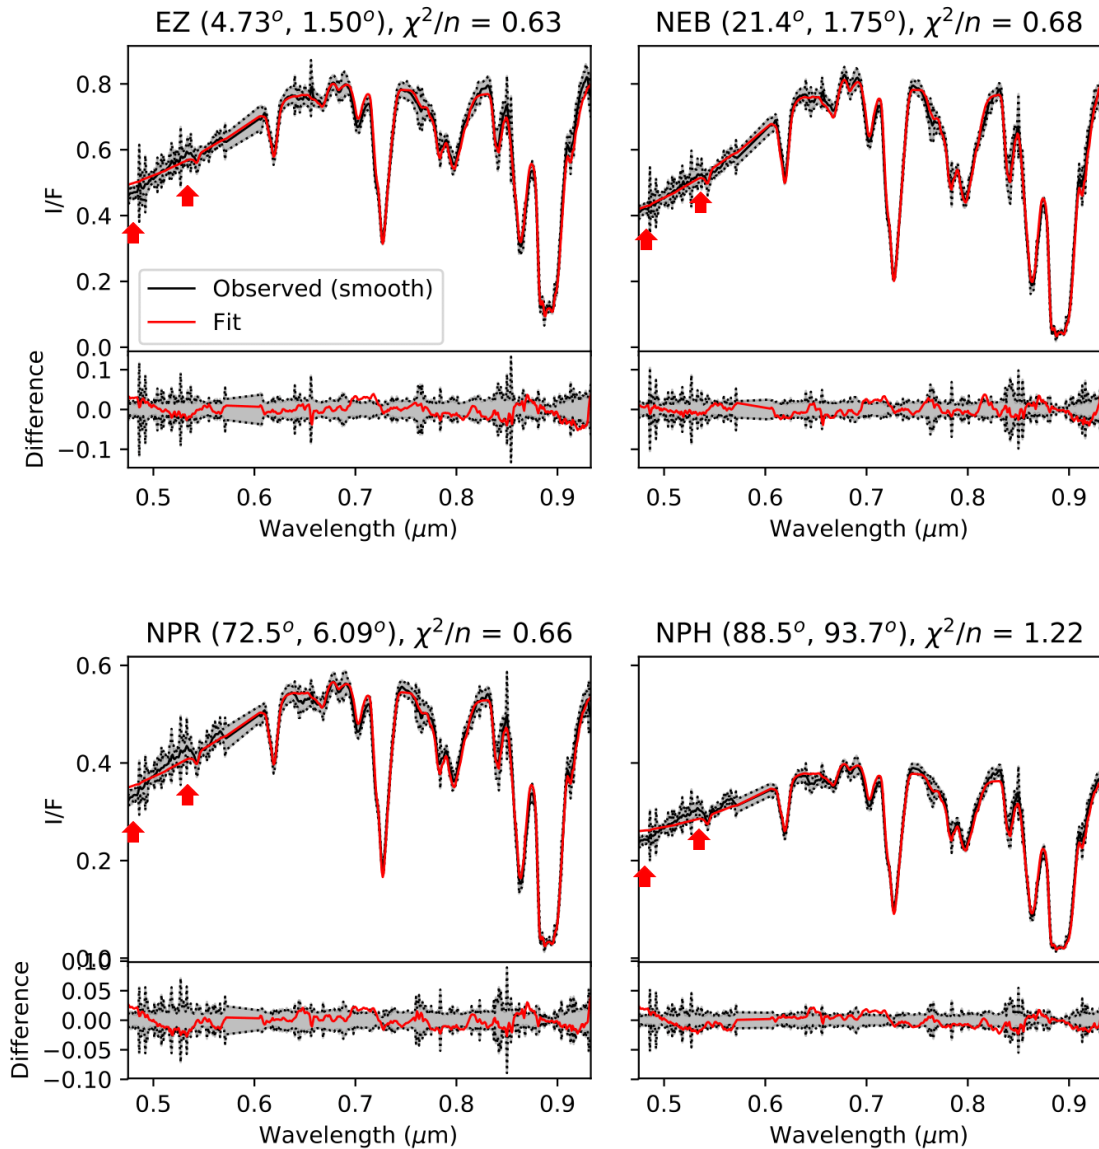 EZ (4.73°, 1.50°), χ²/n = 0.63
NEB (21.4°, 1.75°), χ²/n = 0.68
0.8
0.6
0.4
0.2
0.0
I/F
Observed (smooth)
Fit
0.1
0.0
−0.1
Difference
0.5 0.6 0.7 0.8 0.9
Wavelength (μm)
0.5 0.6 0.7 0.8 0.9
Wavelength (μm)
NPR (72.5°, 6.09°), χ²/n = 0.66
NPH (88.5°, 93.7°), χ²/n = 1.22
0.6
0.4
0.2
0.0
I/F
0.10
0.05
0.00
−0.05
−0.10
Difference
0.5 0.6 0.7 0.8 0.9
Wavelength (μm)
0.5 0.6 0.7 0.8 0.9
Wavelength (μm)